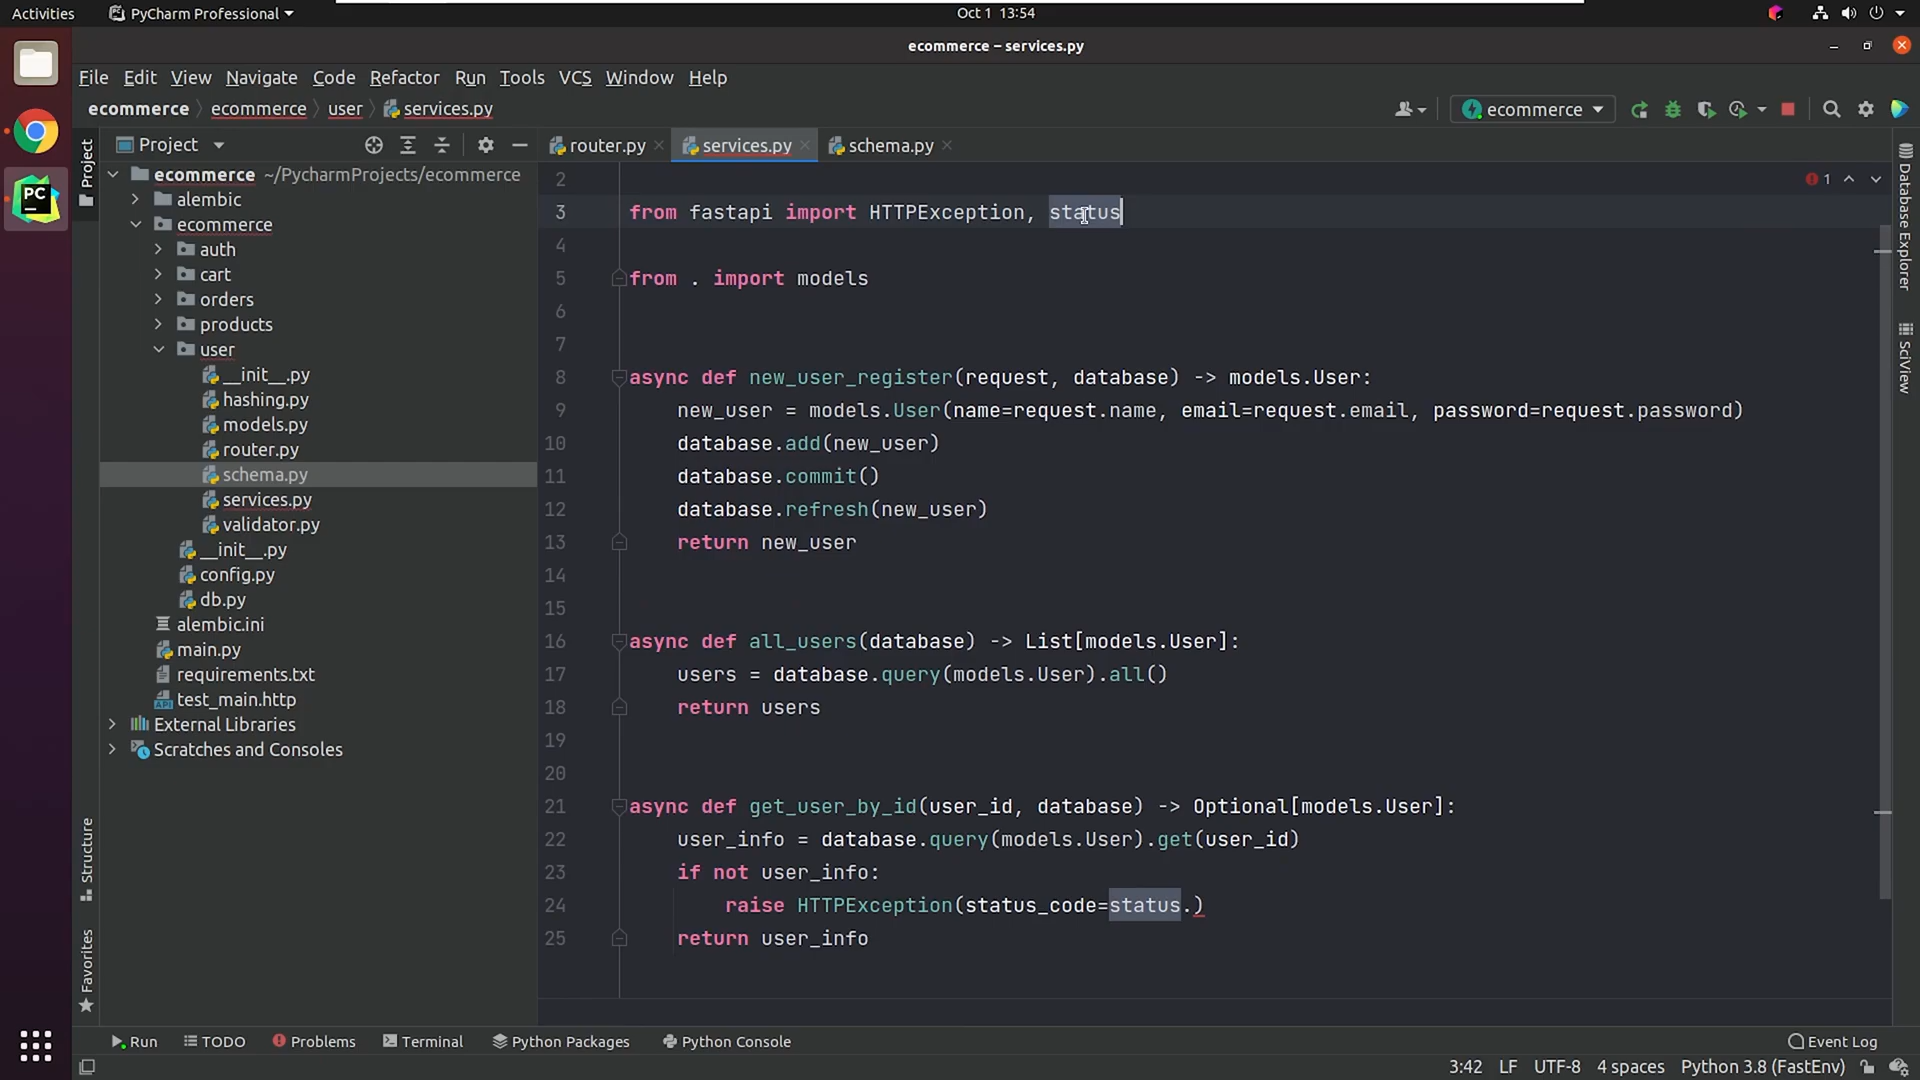 Activities
PyCharm Professional
Oct 1 13:54
ecommerce – services.py
File Edit View Navigate Code Refactor Run Tools VCS Window Help
ecommerce ecommerce user services.py
ecommerce
Project
Project
router.py
services.py
schema.py
ecommerce ~/PycharmProjects/ecommerce
alembic
ecommerce
auth
cart
orders
products
user
__init__.py
hashing.py
models.py
router.py
schema.py
services.py
validator.py
__init__.py
config.py
db.py
alembic.ini
main.py
requirements.txt
test_main.http
External Libraries
Scratches and Consoles
Structure
Favorites
PC
1
2
3 from fastapi import HTTPException, status
4
5 from . import models
6
7
8 async def new_user_register(request, database) -> models.User:
9 new_user = models.User(name=request.name, email=request.email, password=request.password)
10 database.add(new_user)
11 database.commit()
12 database.refresh(new_user)
13 return new_user
14
15
16 async def all_users(database) -> List[models.User]:
17 users = database.query(models.User).all()
18 return users
19
20
21 async def get_user_by_id(user_id, database) -> Optional[models.User]:
22 user_info = database.query(models.User).get(user_id)
23 if not user_info:
24 raise HTTPException(status_code=status.)
25 return user_info
Database Explorer
SciView
Run TODO Problems Terminal Python Packages Python Console Event Log
3:42 LF UTF-8 4 spaces Python 3.8 (FastEnv)